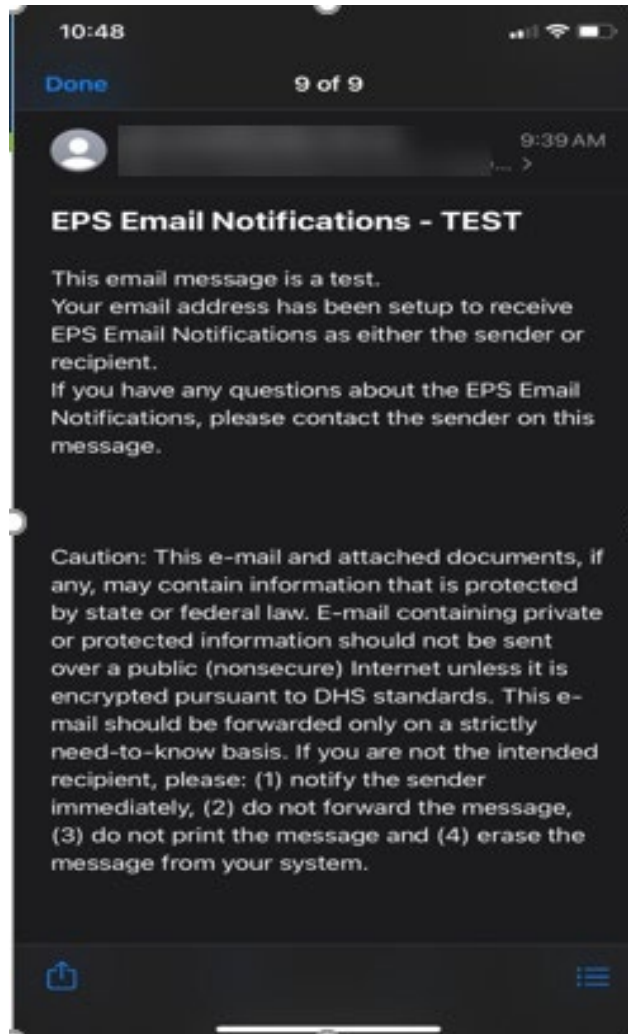 10:48
Done
9 of 9
9:39 AM
... >
EPS Email Notifications - TEST
This email message is a test.
Your email address has been setup to receive
EPS Email Notifications as either the sender or
recipient.
If you have any questions about the EPS Email
Notifications, please contact the sender on this
message.
Caution: This e-mail and attached documents, if
any, may contain information that is protected
by state or federal law. E-mail containing private
or protected information should not be sent
over a public (nonsecure) Internet unless it is
encrypted pursuant to DHS standards. This e-
mail should be forwarded only on a strictly
need-to-know basis. If you are not the intended
recipient, please: (1) notify the sender
immediately, (2) do not forward the message,
(3) do not print the message and (4) erase the
message from your system.